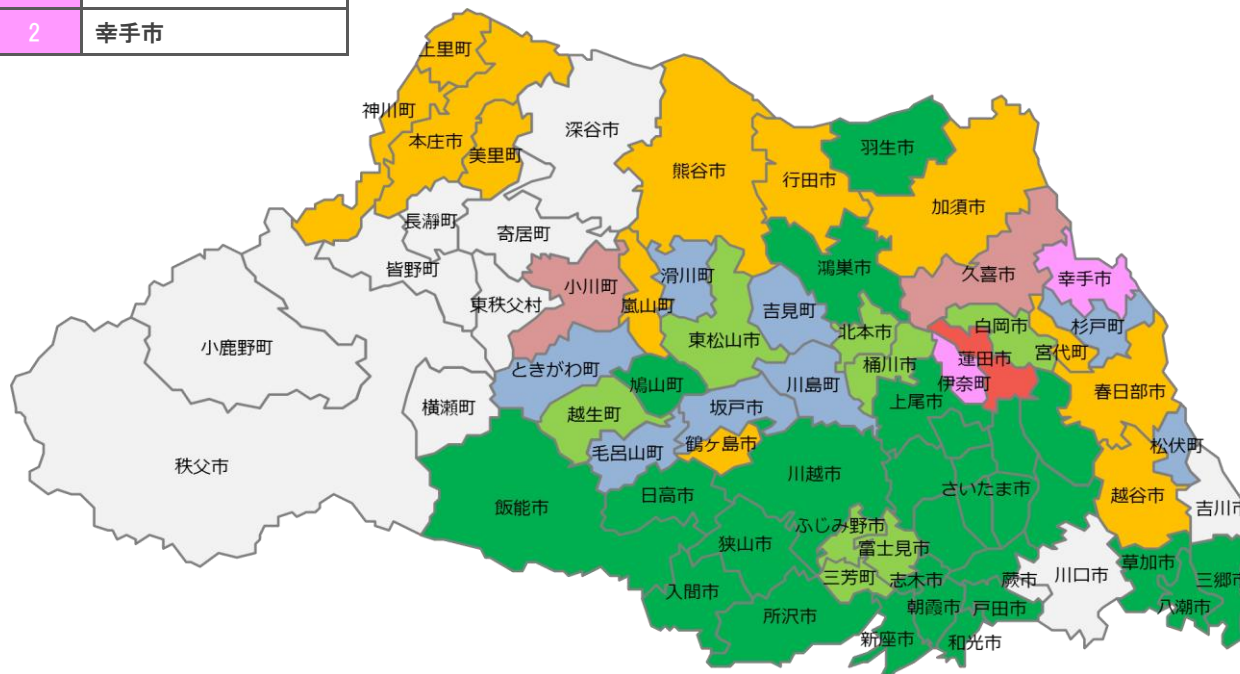 2 幸手市
上里町
神川町
本庄市
美里町
深谷市
熊谷市
行田市
羽生市
加須市
長瀞町
寄居町
皆野町
東秩父村
小川町
嵐山町
滑川町
吉見町
鴻巣市
久喜市
幸手市
杉戸町
白岡市
宮代町
蓮田市
伊奈町
北本市
桶川市
東松山市
小鹿野町
ときがわ町
鳩山町
川島町
上尾市
春日部市
横瀬町
越生町
坂戸市
毛呂山町
鶴ヶ島市
松伏町
秩父市
飯能市
日高市
川越市
さいたま市
越谷市
吉川市
ふじみ野市
富士見市
狭山市
三芳町
志木市
蕨市
川口市
草加市
三郷市
八潮市
入間市
所沢市
朝霞市
戸田市
新座市
和光市